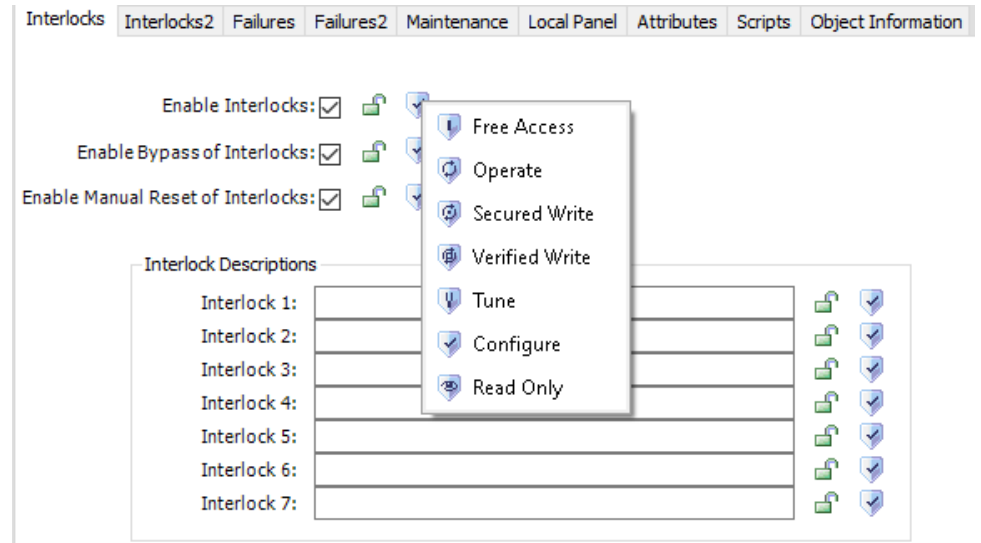 Interlocks Interlocks2 Failures Failures2 Maintenance Local Panel Attributes Scripts Object Information
Enable Interlocks:
Enable Bypass of Interlocks:
Enable Manual Reset of Interlocks:
Free Access
Operate
Secured Write
Verified Write
Tune
Configure
Read Only
Interlock Descriptions
Interlock 1:
Interlock 2:
Interlock 3:
Interlock 4:
Interlock 5:
Interlock 6:
Interlock 7: